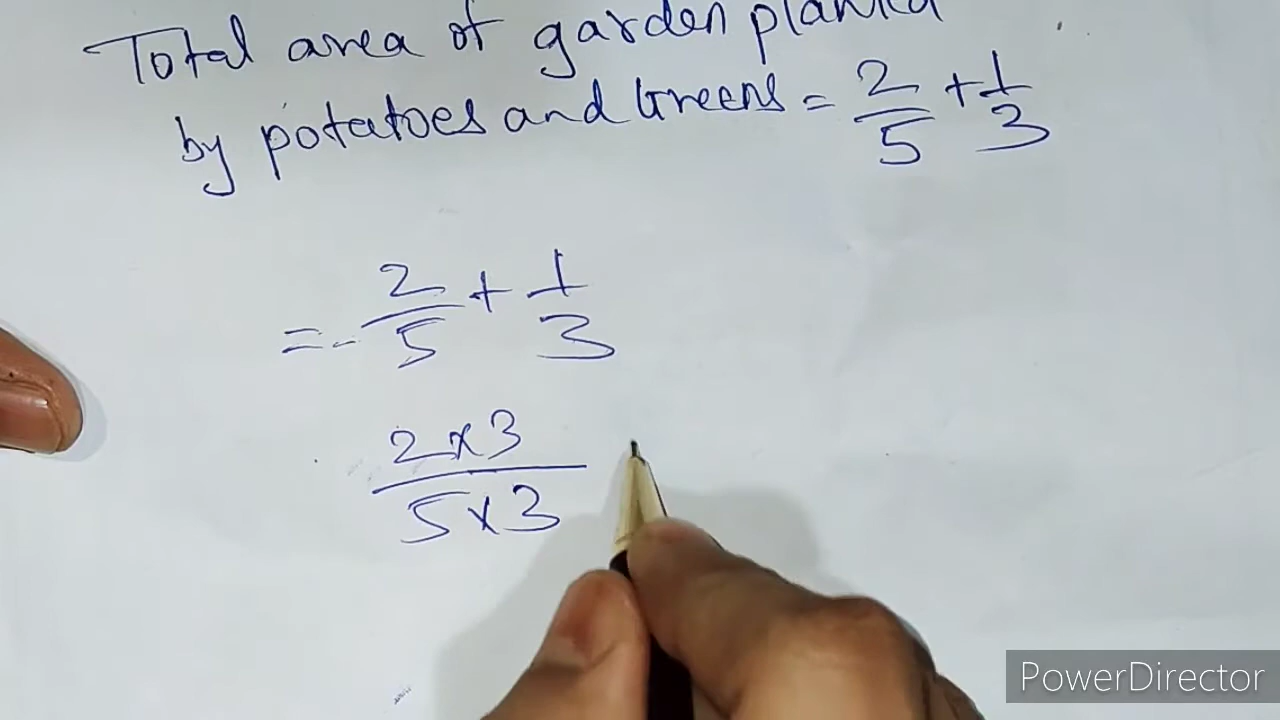 Total area of garden planted
by potatoes and Greens = 2/5 + 1/3
= 2/5 + 1/3
2x3
5x3
PowerDirector